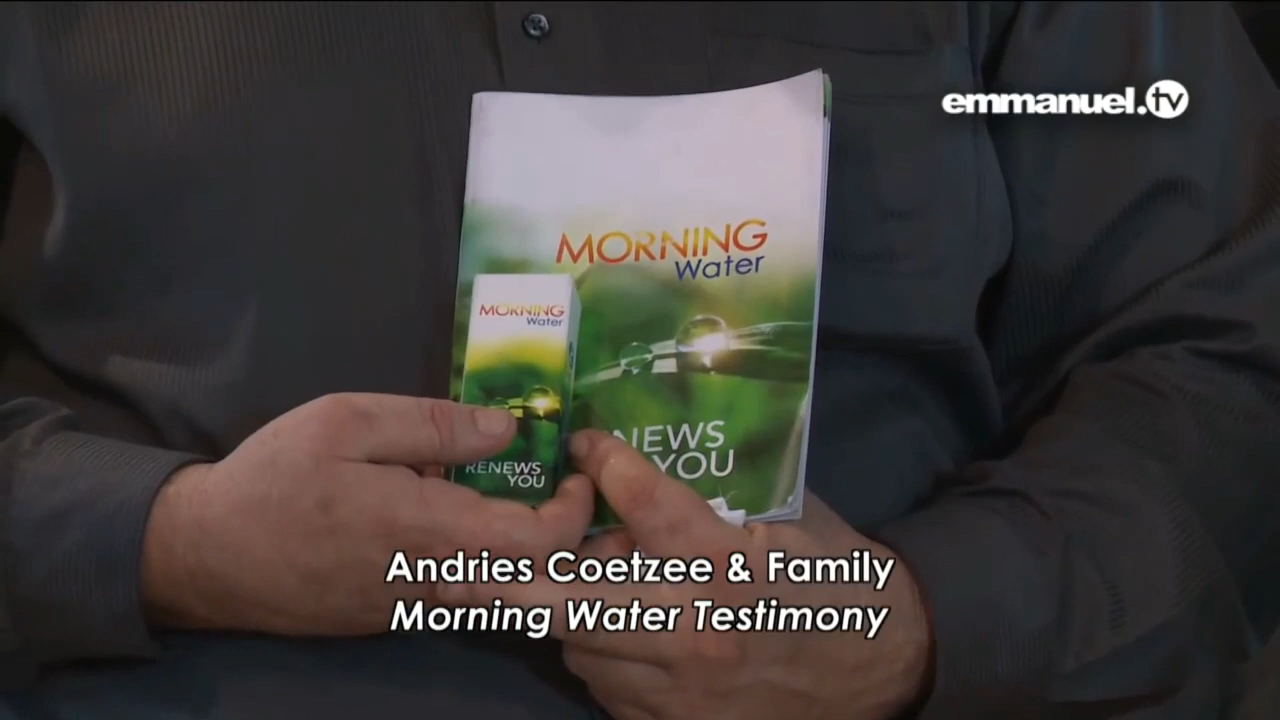 emmanuel.tv
MORNING
Water
MORNING
Water
NEWS
YOU
RENEWS
YOU
Andries Coetzee & Family
Morning Water Testimony